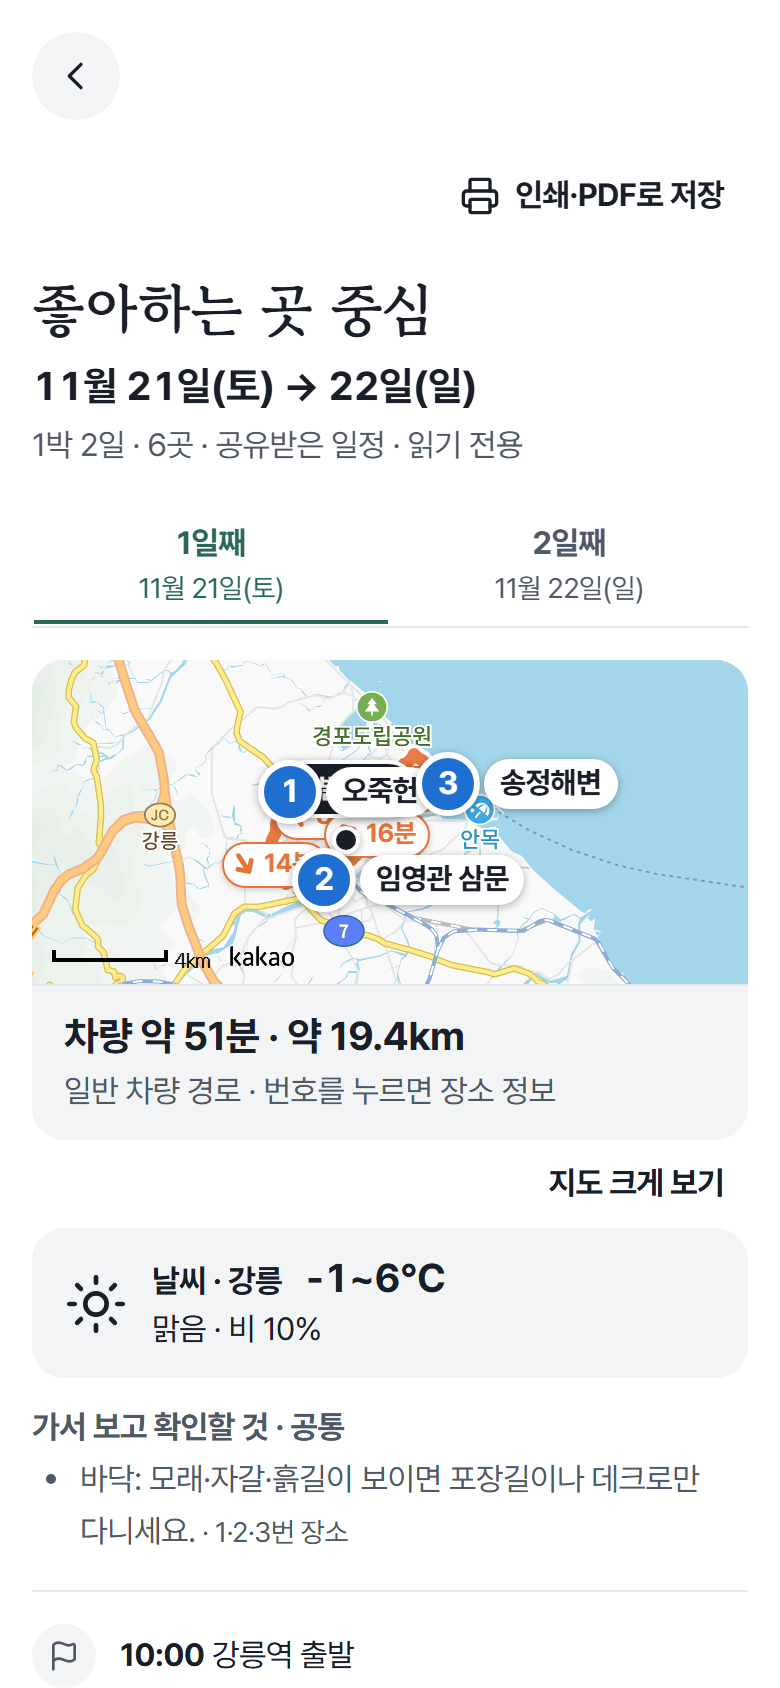 인쇄·PDF로 저장
좋아하는 곳 중심
11월 21일(토) → 22일(일)
1박 2일 · 6곳 · 공유받은 일정 · 읽기 전용
1일째
11월 21일(토)
2일째
11월 22일(일)
경포도립공원
1
오죽헌
3
송정해변
JC
강릉
16분
안목
14분
2
임영관 삼문
7
4km
kakao
차량 약 51분 · 약 19.4km
일반 차량 경로 · 번호를 누르면 장소 정보
지도 크게 보기
날씨 · 강릉 -1~6°C
맑음 · 비 10%
가서 보고 확인할 것 · 공통
• 바닥: 모래·자갈·흙길이 보이면 포장길이나 데크로만
다니세요. · 1·2·3번 장소
10:00 강릉역 출발